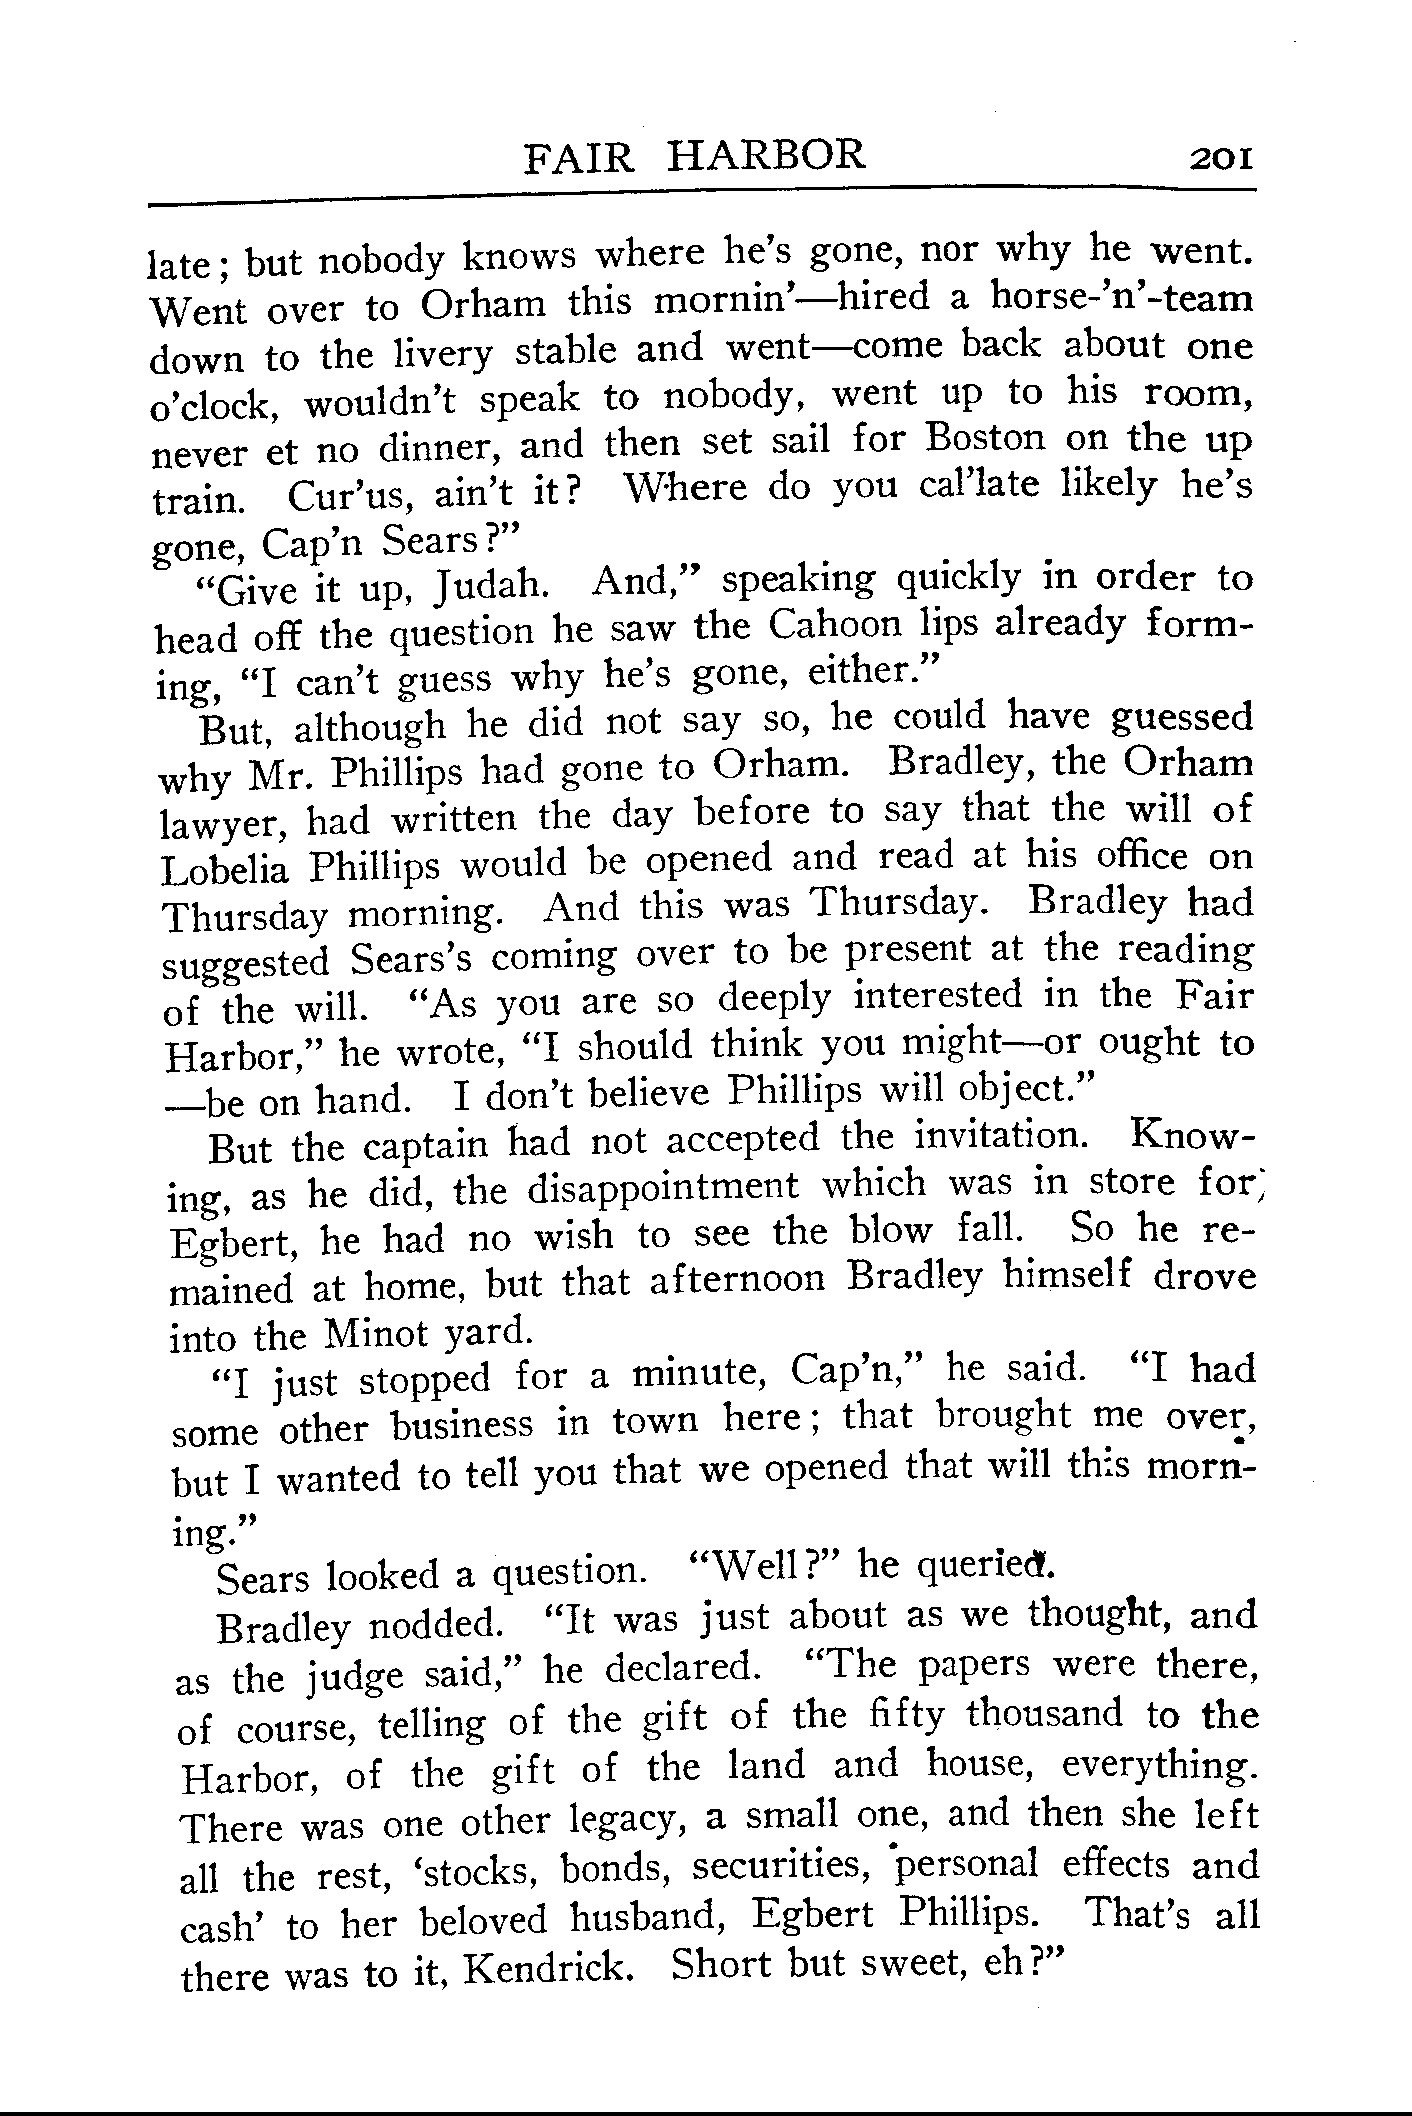 FAIR HARBOR 201
late; but nobody knows where he's gone, nor why he went.
Went over to Orham this mornin'—hired a horse-'n'-team
down to the livery stable and went—come back about one
o'clock, wouldn't speak to nobody, went up to his room,
never et no dinner, and then set sail for Boston on the up
train. Cur'us, ain't it? Where do you cal'late likely he's
gone, Cap'n Sears?"
"Give it up, Judah. And," speaking quickly in order to
head off the question he saw the Cahoon lips already form-
ing, "I can't guess why he's gone, either."
But, although he did not say so, he could have guessed
why Mr. Phillips had gone to Orham. Bradley, the Orham
lawyer, had written the day before to say that the will of
Lobelia Phillips would be opened and read at his office on
Thursday morning. And this was Thursday. Bradley had
suggested Sears's coming over to be present at the reading
of the will. "As you are so deeply interested in the Fair
Harbor," he wrote, "I should think you might—or ought to
—be on hand. I don't believe Phillips will object."
But the captain had not accepted the invitation. Know-
ing, as he did, the disappointment which was in store for
Egbert, he had no wish to see the blow fall. So he re-
mained at home, but that afternoon Bradley himself drove
into the Minot yard.
"I just stopped for a minute, Cap'n," he said. "I had
some other business in town here; that brought me over,
but I wanted to tell you that we opened that will this morn-
ing."
Sears looked a question. "Well?" he queried.
Bradley nodded. "It was just about as we thought, and
as the judge said," he declared. "The papers were there,
of course, telling of the gift of the fifty thousand to the
Harbor, of the gift of the land and house, everything.
There was one other legacy, a small one, and then she left
all the rest, 'stocks, bonds, securities, personal effects and
cash' to her beloved husband, Egbert Phillips. That's all
there was to it, Kendrick. Short but sweet, eh?"